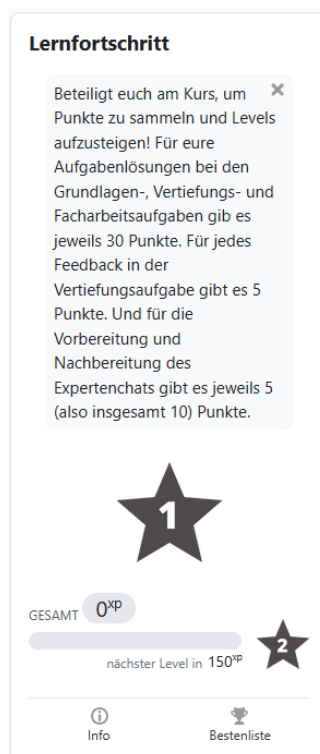 Lernfortschritt
Beteiligt euch am Kurs, um
Punkte zu sammeln und Levels
aufzusteigen! Für eure
Aufgabenlösungen bei den
Grundlagen-, Vertiefungs- und
Facharbeitsaufgaben gib es
jeweils 30 Punkte. Für jedes
Feedback in der
Vertiefungsaufgabe gibt es 5
Punkte. Und für die
Vorbereitung und
Nachbereitung des
Expertenchats gibt es jeweils 5
(also insgesamt 10) Punkte.
1
GESAMT 0xp
2
nächster Level in 150xp
Info
Bestenliste